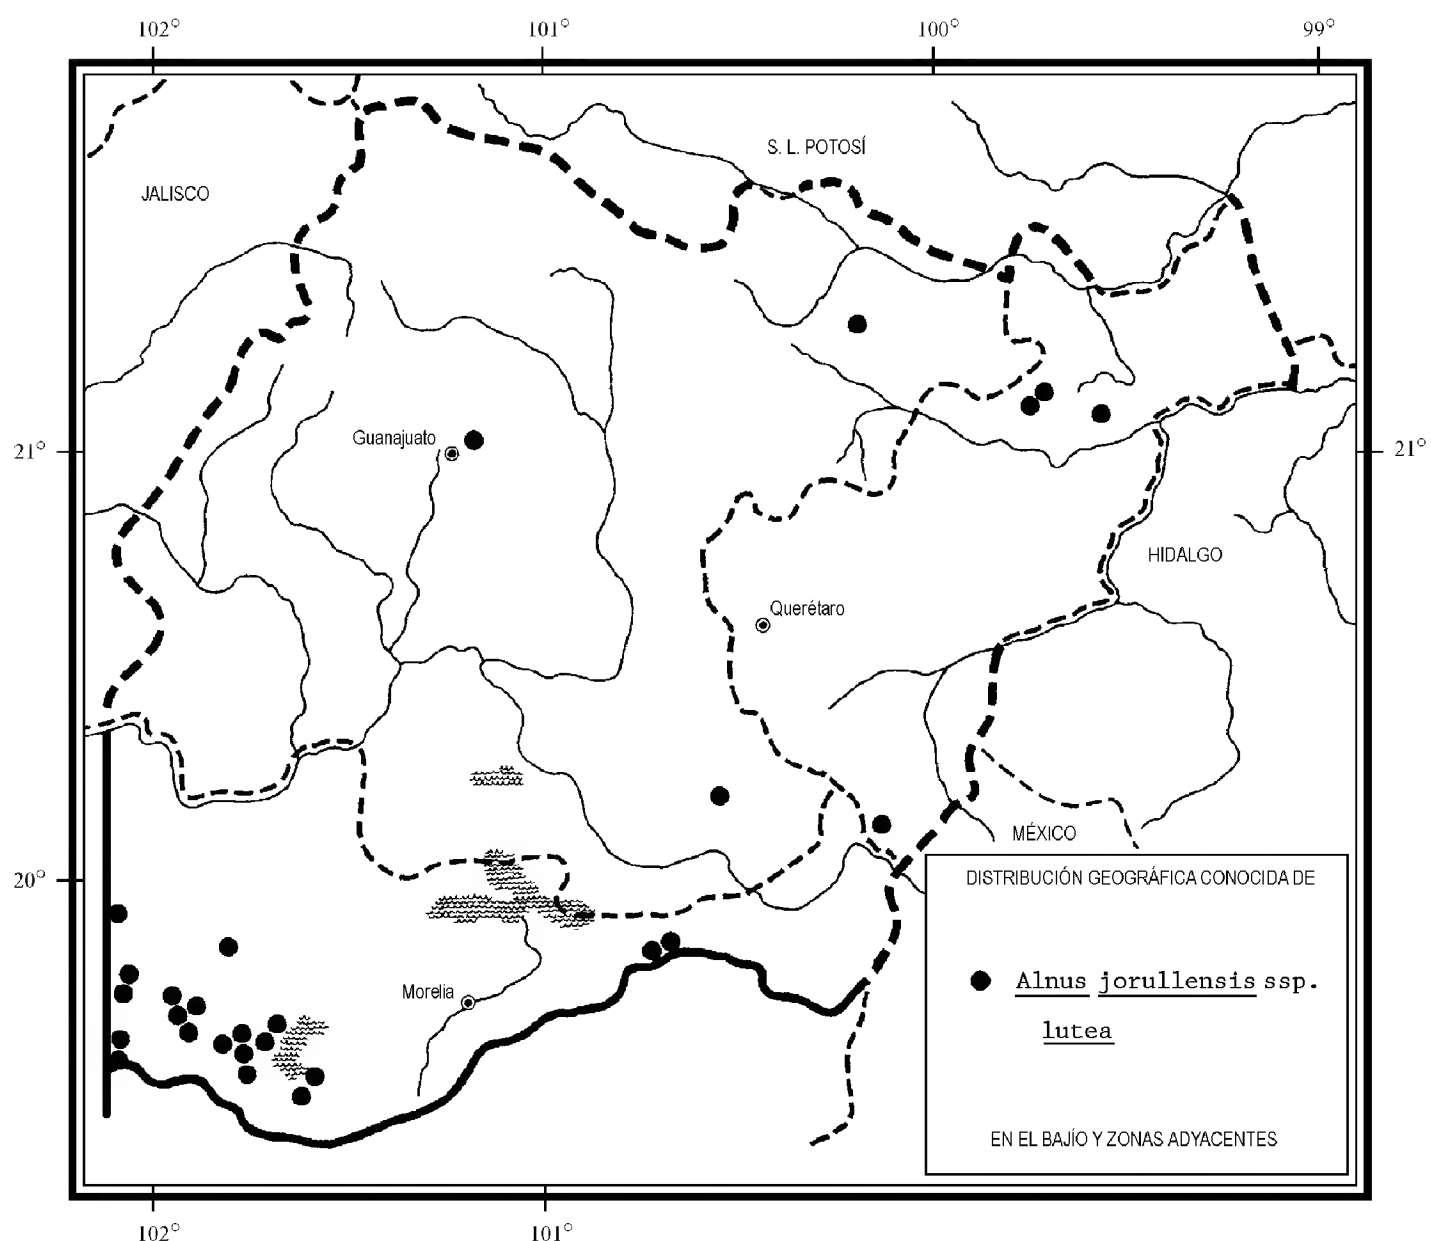 102° 101° 100° 99°
S. L. POTOSÍ
JALISCO
Guanajuato
21° 21°
HIDALGO
Querétaro
MÉXICO
20°
DISTRIBUCIÓN GEOGRÁFICA CONOCIDA DE
Morelia
Alnus jorullensis ssp.
lutea
EN EL BAJÍO Y ZONAS ADYACENTES
102° 101°